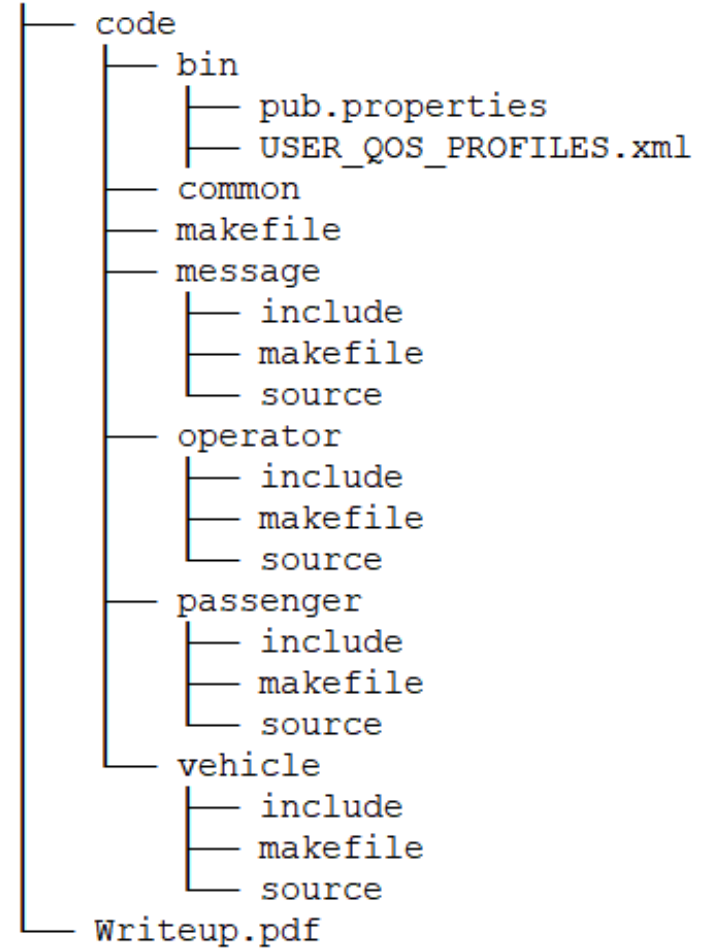 code
bin
pub.properties
USER_QOS_PROFILES.xml
common
makefile
message
include
makefile
source
operator
include
makefile
source
passenger
include
makefile
source
vehicle
include
makefile
source
Writeup.pdf